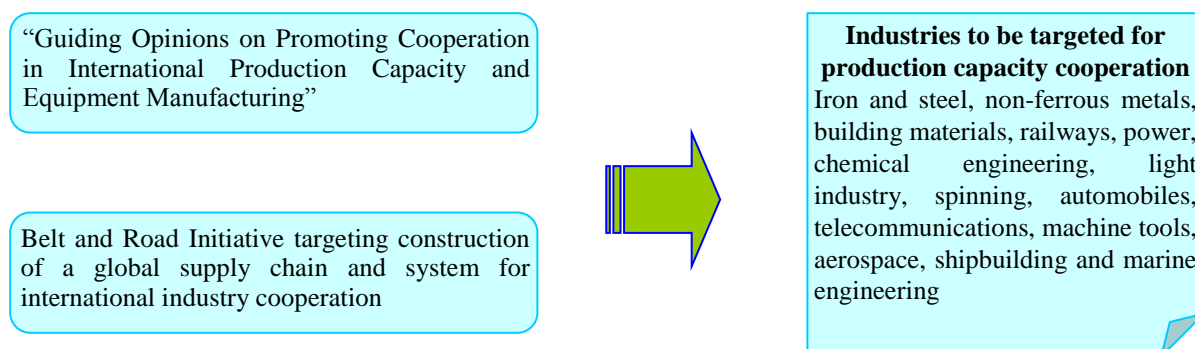 “Guiding Opinions on Promoting Cooperation
in International Production Capacity and
Equipment Manufacturing”
Belt and Road Initiative targeting construction
of a global supply chain and system for
international industry cooperation
Industries to be targeted for
production capacity cooperation
Iron and steel, non-ferrous metals,
building materials, railways, power,
chemical engineering, light
industry, spinning, automobiles,
telecommunications, machine tools,
aerospace, shipbuilding and marine
engineering